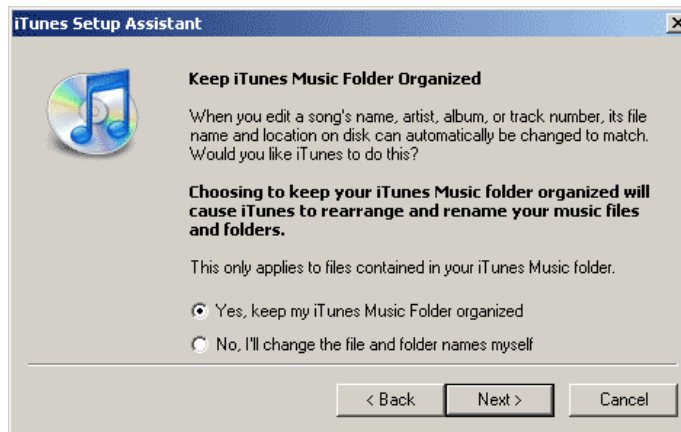 iTunes Setup Assistant
Keep iTunes Music Folder Organized
When you edit a song's name, artist, album, or track number, its file
name and location on disk can automatically be changed to match.
Would you like iTunes to do this?
Choosing to keep your iTunes Music folder organized will
cause iTunes to rearrange and rename your music files
and folders.
This only applies to files contained in your iTunes Music folder.
Yes, keep my iTunes Music Folder organized
No, I'll change the file and folder names myself
< Back
Next >
Cancel